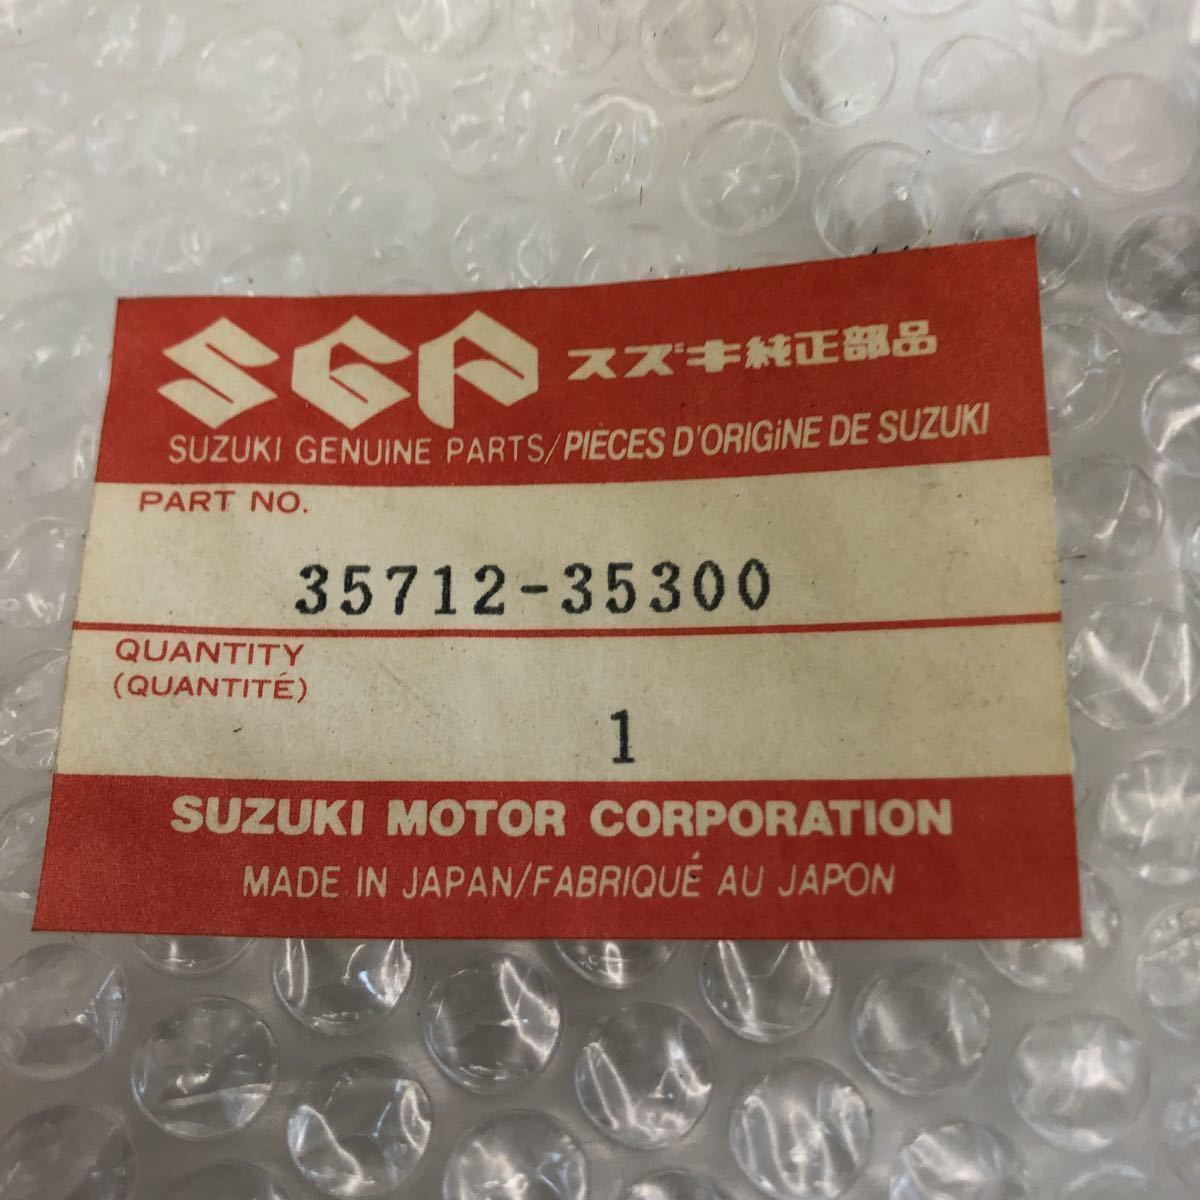 SGP スズキ純正部品
SUZUKI GENUINE PARTS/PIÈCES D'ORIGiNE DE SUZUKI
PART NO.
35712-35300
QUANTITY
(QUANTITÉ)
1
SUZUKI MOTOR CORPORATION
MADE IN JAPAN/FABRIQUÉ AU JAPON